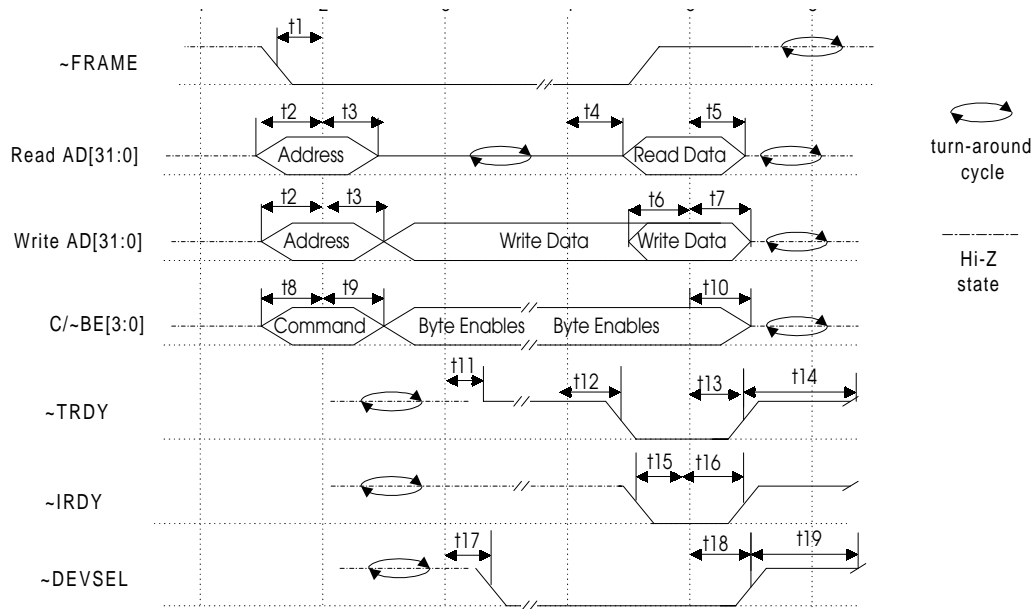 t1
~FRAME
t2 t3 t4 t5
Read AD[31:0] Address Read Data
turn-around
cycle
t2 t3 t6 t7
Write AD[31:0] Address Write Data Write Data
Hi-Z
state
t8 t9 t10
C/~BE[3:0] Command Byte Enables Byte Enables
t11 t12 t13 t14
~TRDY
t15 t16
~IRDY
t17 t18 t19
~DEVSEL